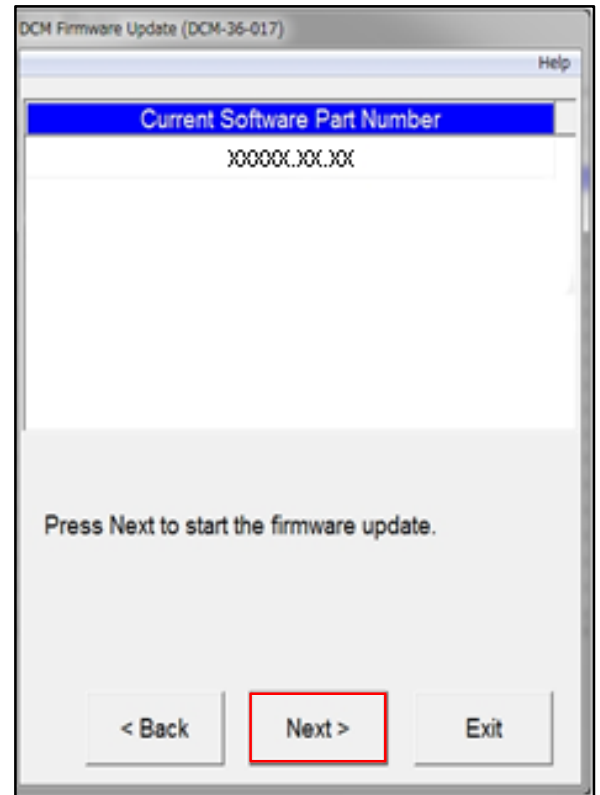 DCM Firmware Update (DCM-36-017)
Help
Current Software Part Number
XXXXX.XX.XX
Press Next to start the firmware update.
< Back
Next >
Exit